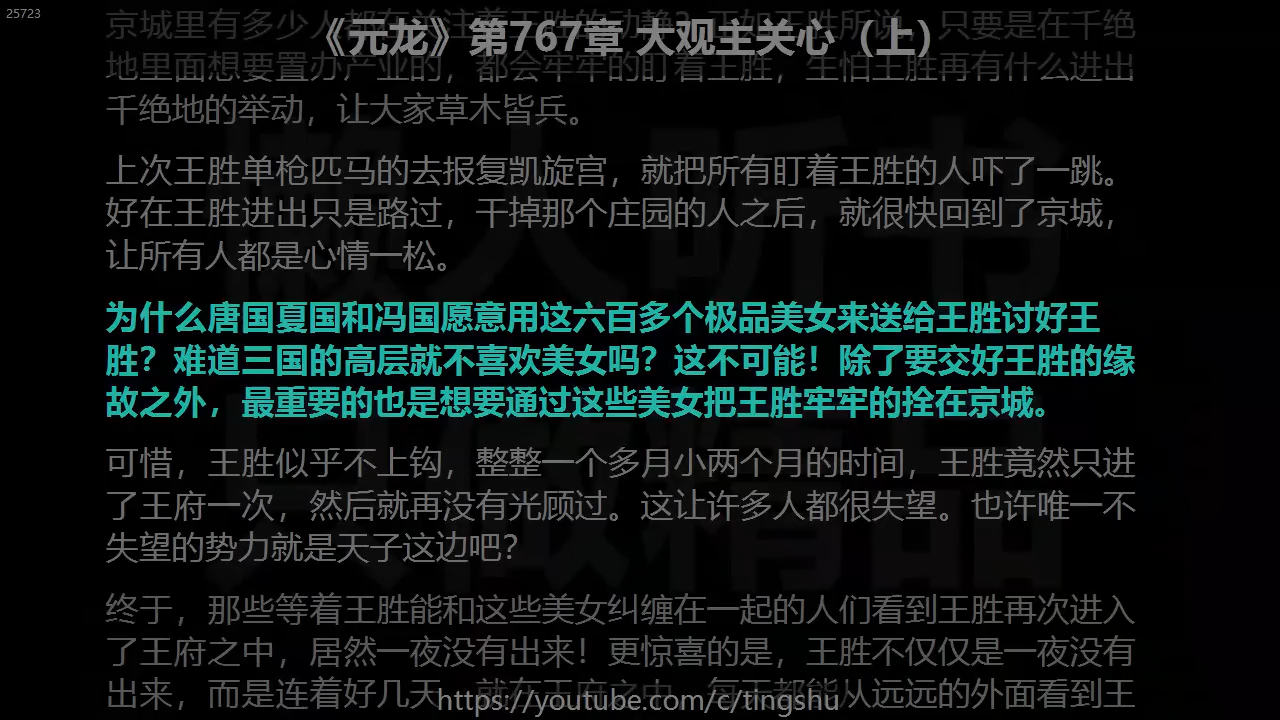 25723
《元龙》第767章 大观主关心（上）
京城里有多少人都在关注着王胜的动静？正如王胜所说，只要是在千绝
地里面想要置办产业的，都会牢牢的盯着王胜，生怕王胜再有什么进出
千绝地的举动，让大家草木皆兵。
上次王胜单枪匹马的去报复凯旋宫，就把所有盯着王胜的人吓了一跳。
好在王胜进出只是路过，干掉那个庄园的人之后，就很快回到了京城，
让所有人都是心情一松。
为什么唐国夏国和冯国愿意用这六百多个极品美女来送给王胜讨好王
胜？难道三国的高层就不喜欢美女吗？这不可能！除了要交好王胜的缘
故之外，最重要的也是想要通过这些美女把王胜牢牢的拴在京城。
可惜，王胜似乎不上钩，整整一个多月小两个月的时间，王胜竟然只进
了王府一次，然后就再没有光顾过。这让许多人都很失望。也许唯一不
失望的势力就是天子这边吧？
终于，那些等着王胜能和这些美女纠缠在一起的人们看到王胜再次进入
了王府之中，居然一夜没有出来！更惊喜的是，王胜不仅仅是一夜没有
出来，而是连着好几天，就在王府之中，每天都能从远远的外面看到王
https://youtube.com/c/tingshu
懒人听书
只做精品